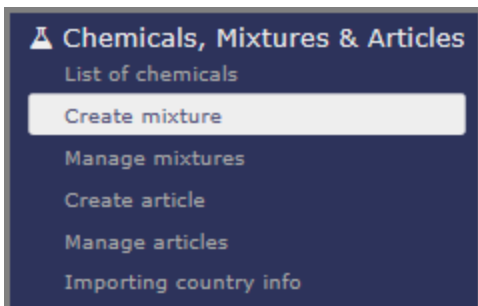 Chemicals, Mixtures & Articles
List of chemicals
Create mixture
Manage mixtures
Create article
Manage articles
Importing country info